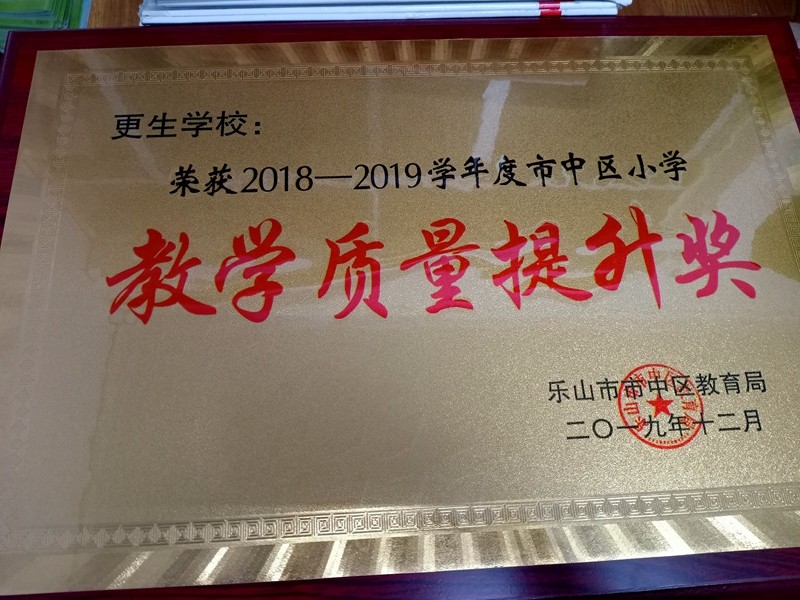 更生学校：
荣获2018—2019学年度市中区小学
教学质量提升奖
乐山市市中区教育局
二〇一九年十二月